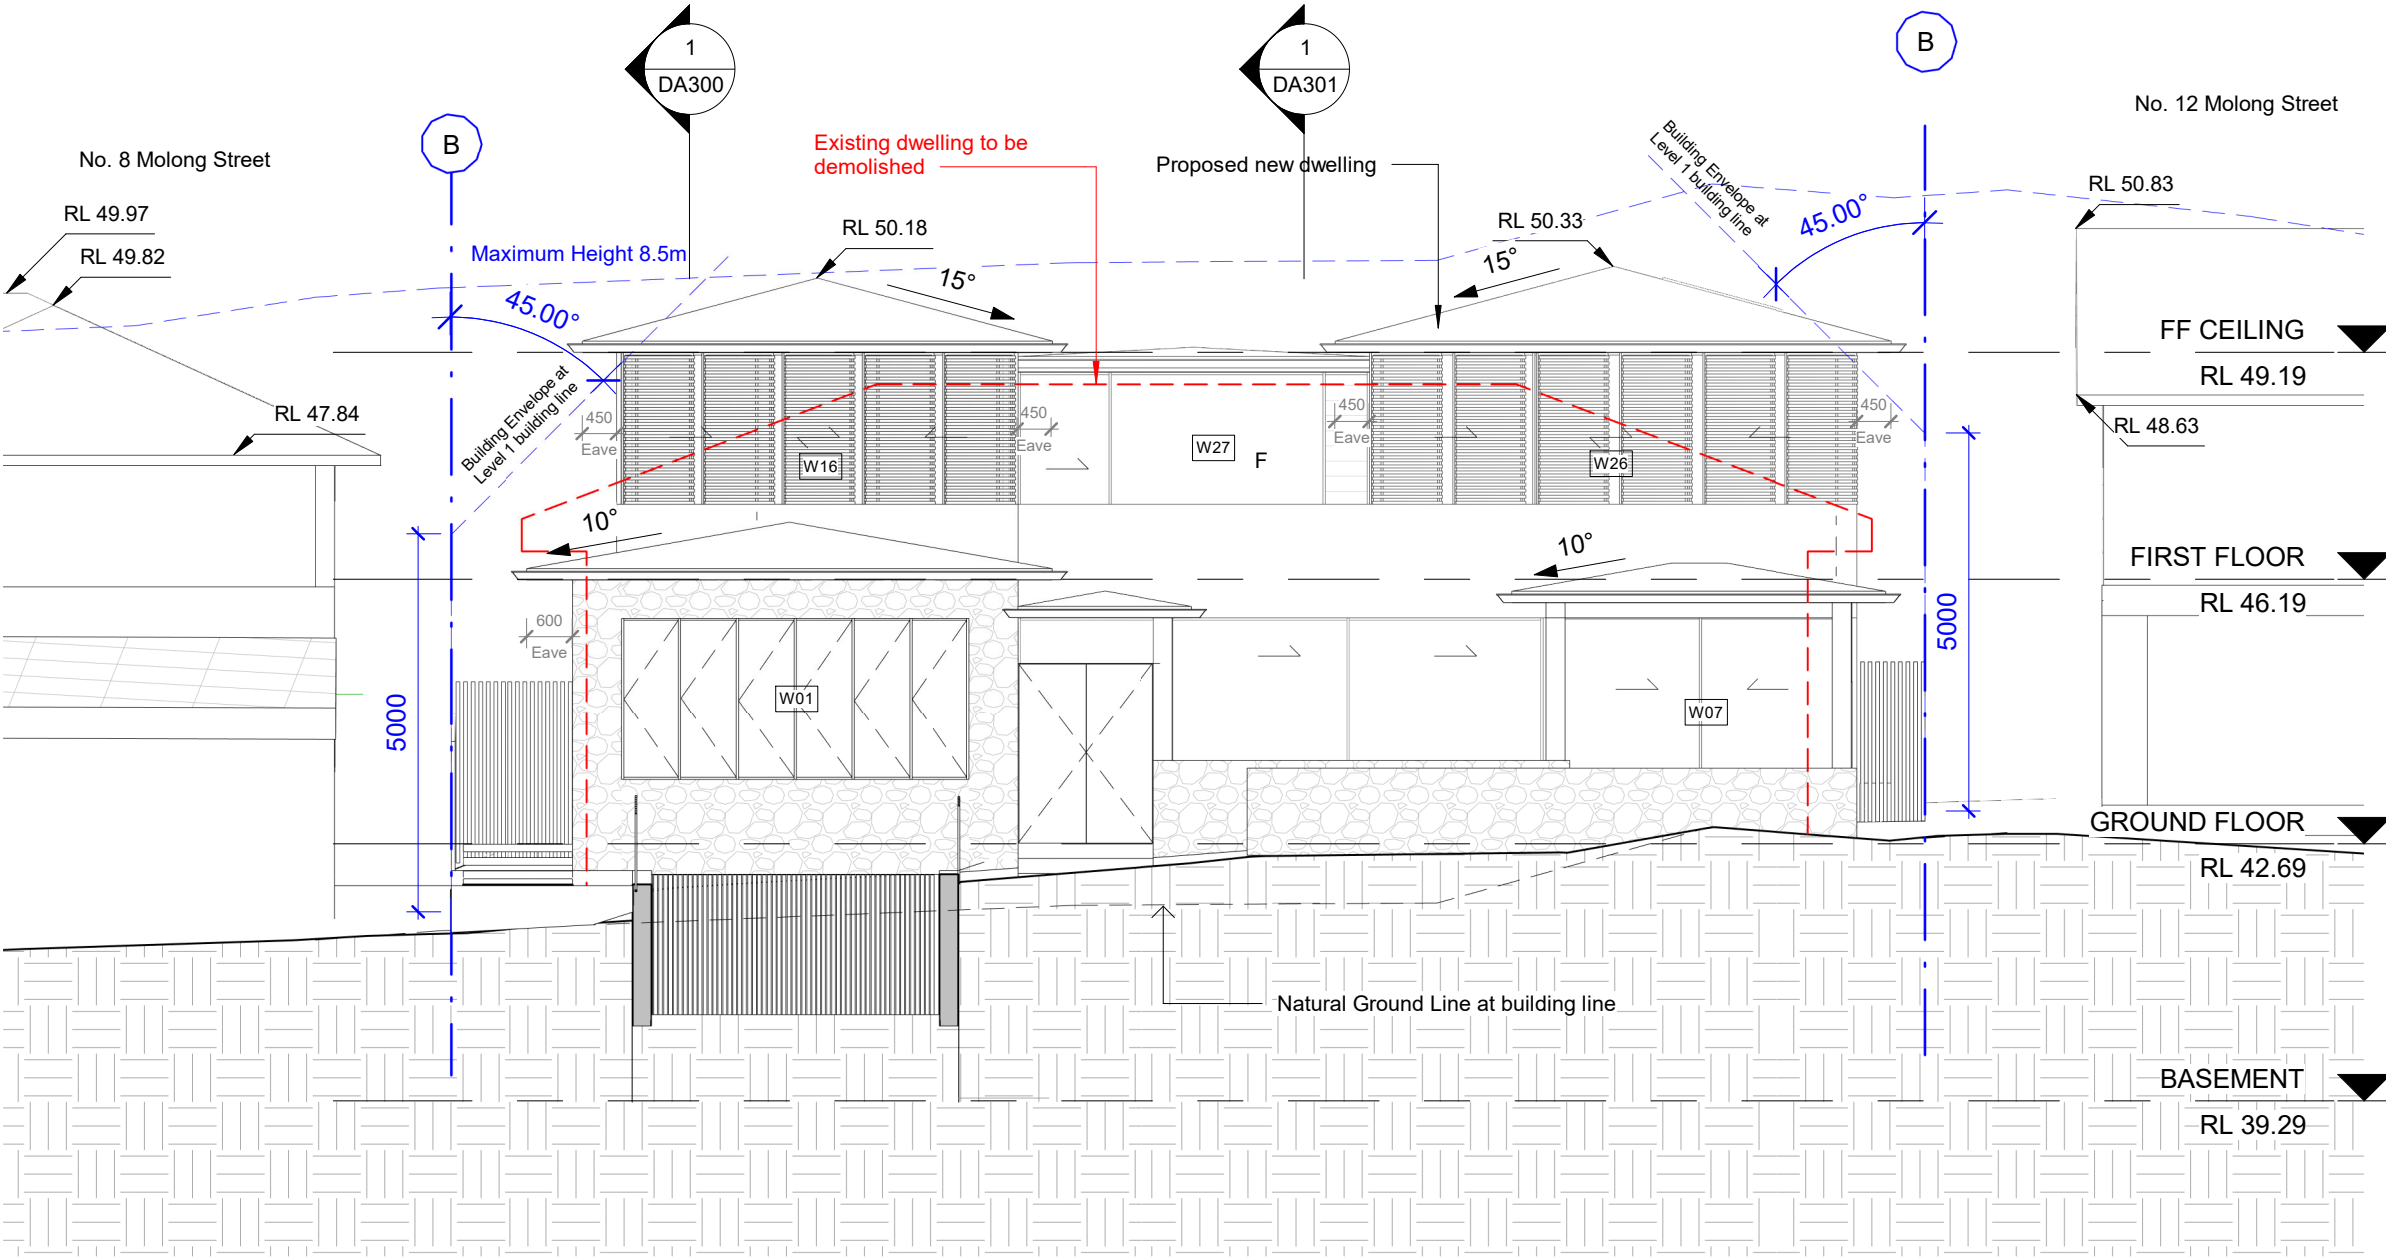 1
DA300
1
DA301
B
B
No. 12 Molong Street
No. 8 Molong Street
Existing dwelling to be
demolished
Proposed new dwelling
Building Envelope at
Level 1 building line
RL 50.83
RL 49.97
RL 49.82
RL 50.18
RL 50.33
45.00°
Maximum Height 8.5m
15°
15°
45.00°
FF CEILING
RL 49.19
RL 47.84
RL 48.63
Building Envelope at
Level 1 building line
450
Eave
450
Eave
450
Eave
450
Eave
W16
W27
F
W26
10°
10°
FIRST FLOOR
RL 46.19
600
Eave
5000
5000
W01
W07
GROUND FLOOR
RL 42.69
Natural Ground Line at building line
BASEMENT
RL 39.29